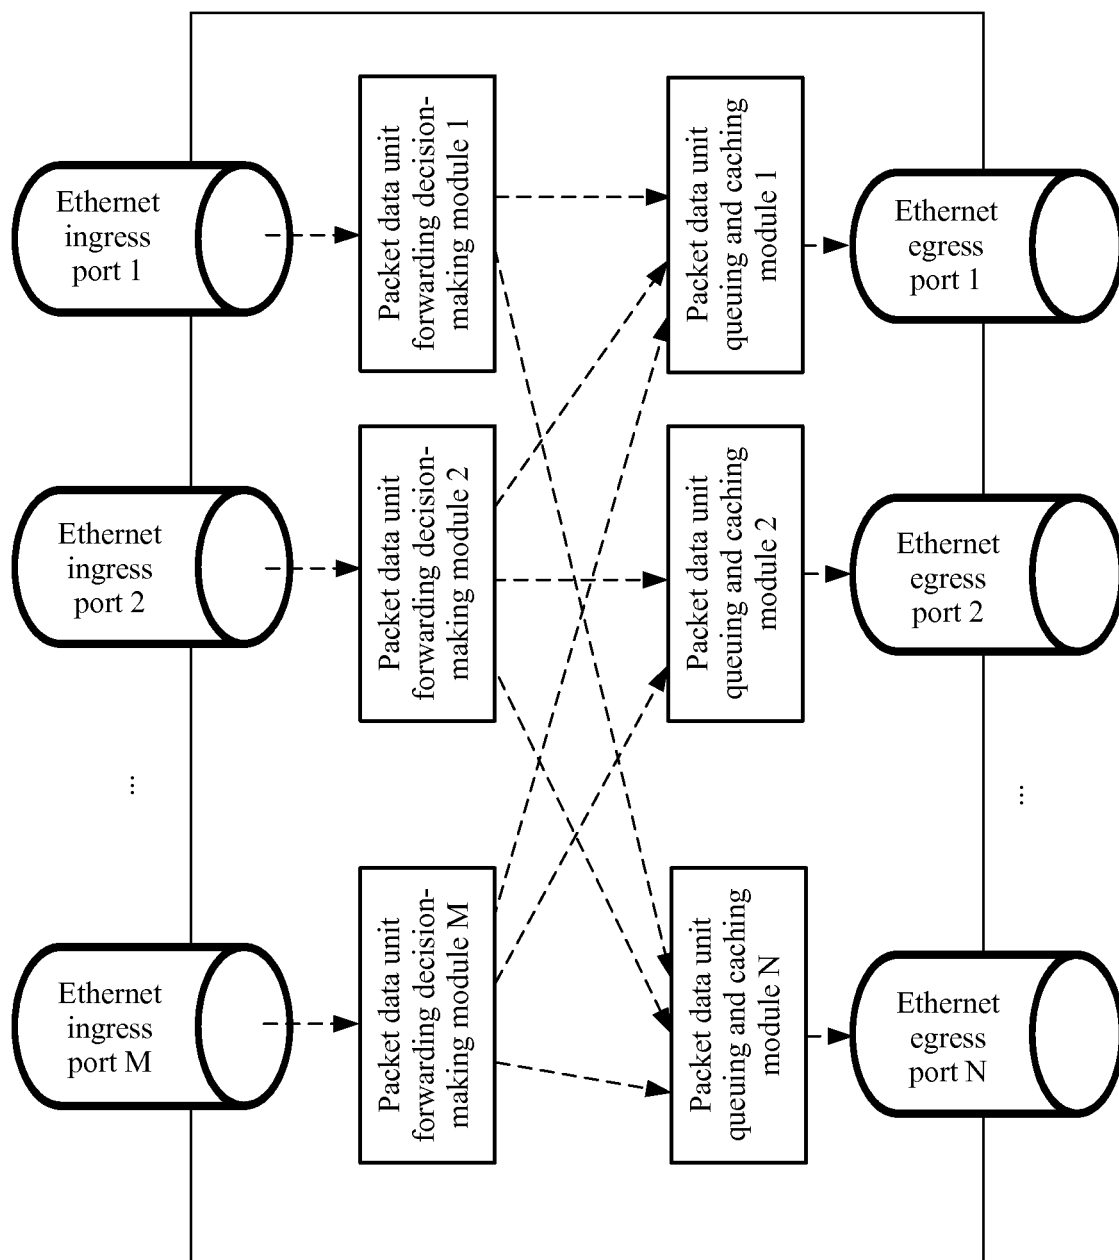 Ethernet
ingress
port 1
Packet data unit
forwarding decision-
making module 1
Packet data unit
queuing and caching
module 1
Ethernet
egress
port 1
Ethernet
ingress
port 2
Packet data unit
forwarding decision-
making module 2
Packet data unit
queuing and caching
module 2
Ethernet
egress
port 2
...
...
Ethernet
ingress
port M
Packet data unit
forwarding decision-
making module M
Packet data unit
queuing and caching
module N
Ethernet
egress
port N